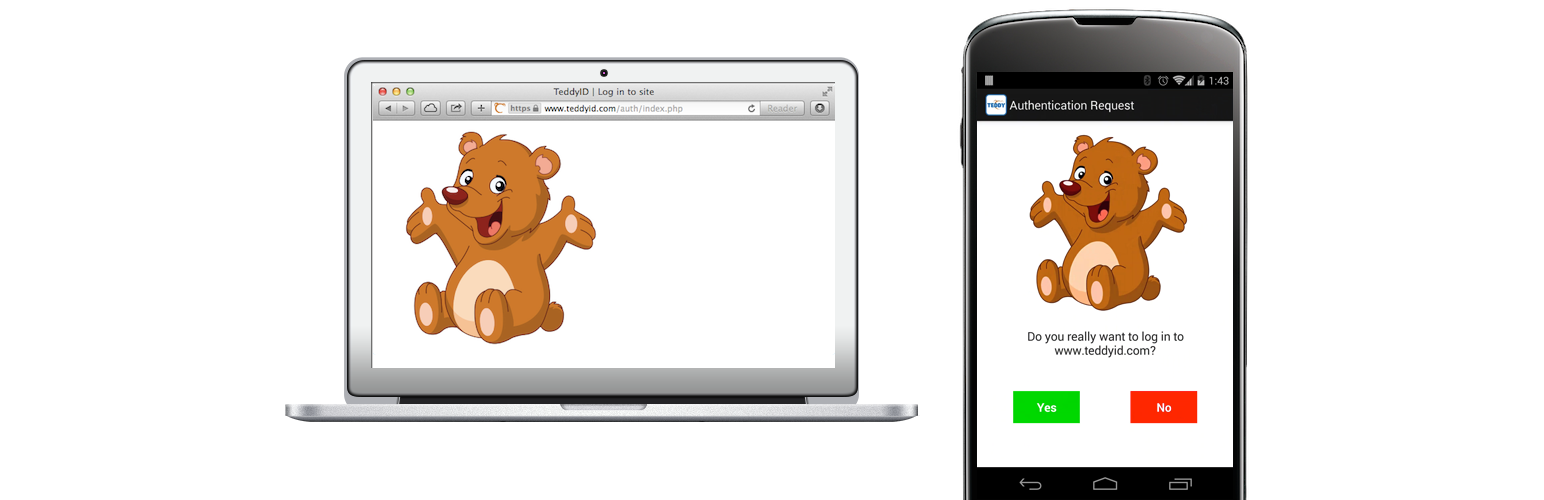 TeddyID | Log in to site
https www.teddyid.com/auth/index.php
Reader
1:43
TEDDY
Authentication Request
Do you really want to log in to
www.teddyid.com?
Yes
No